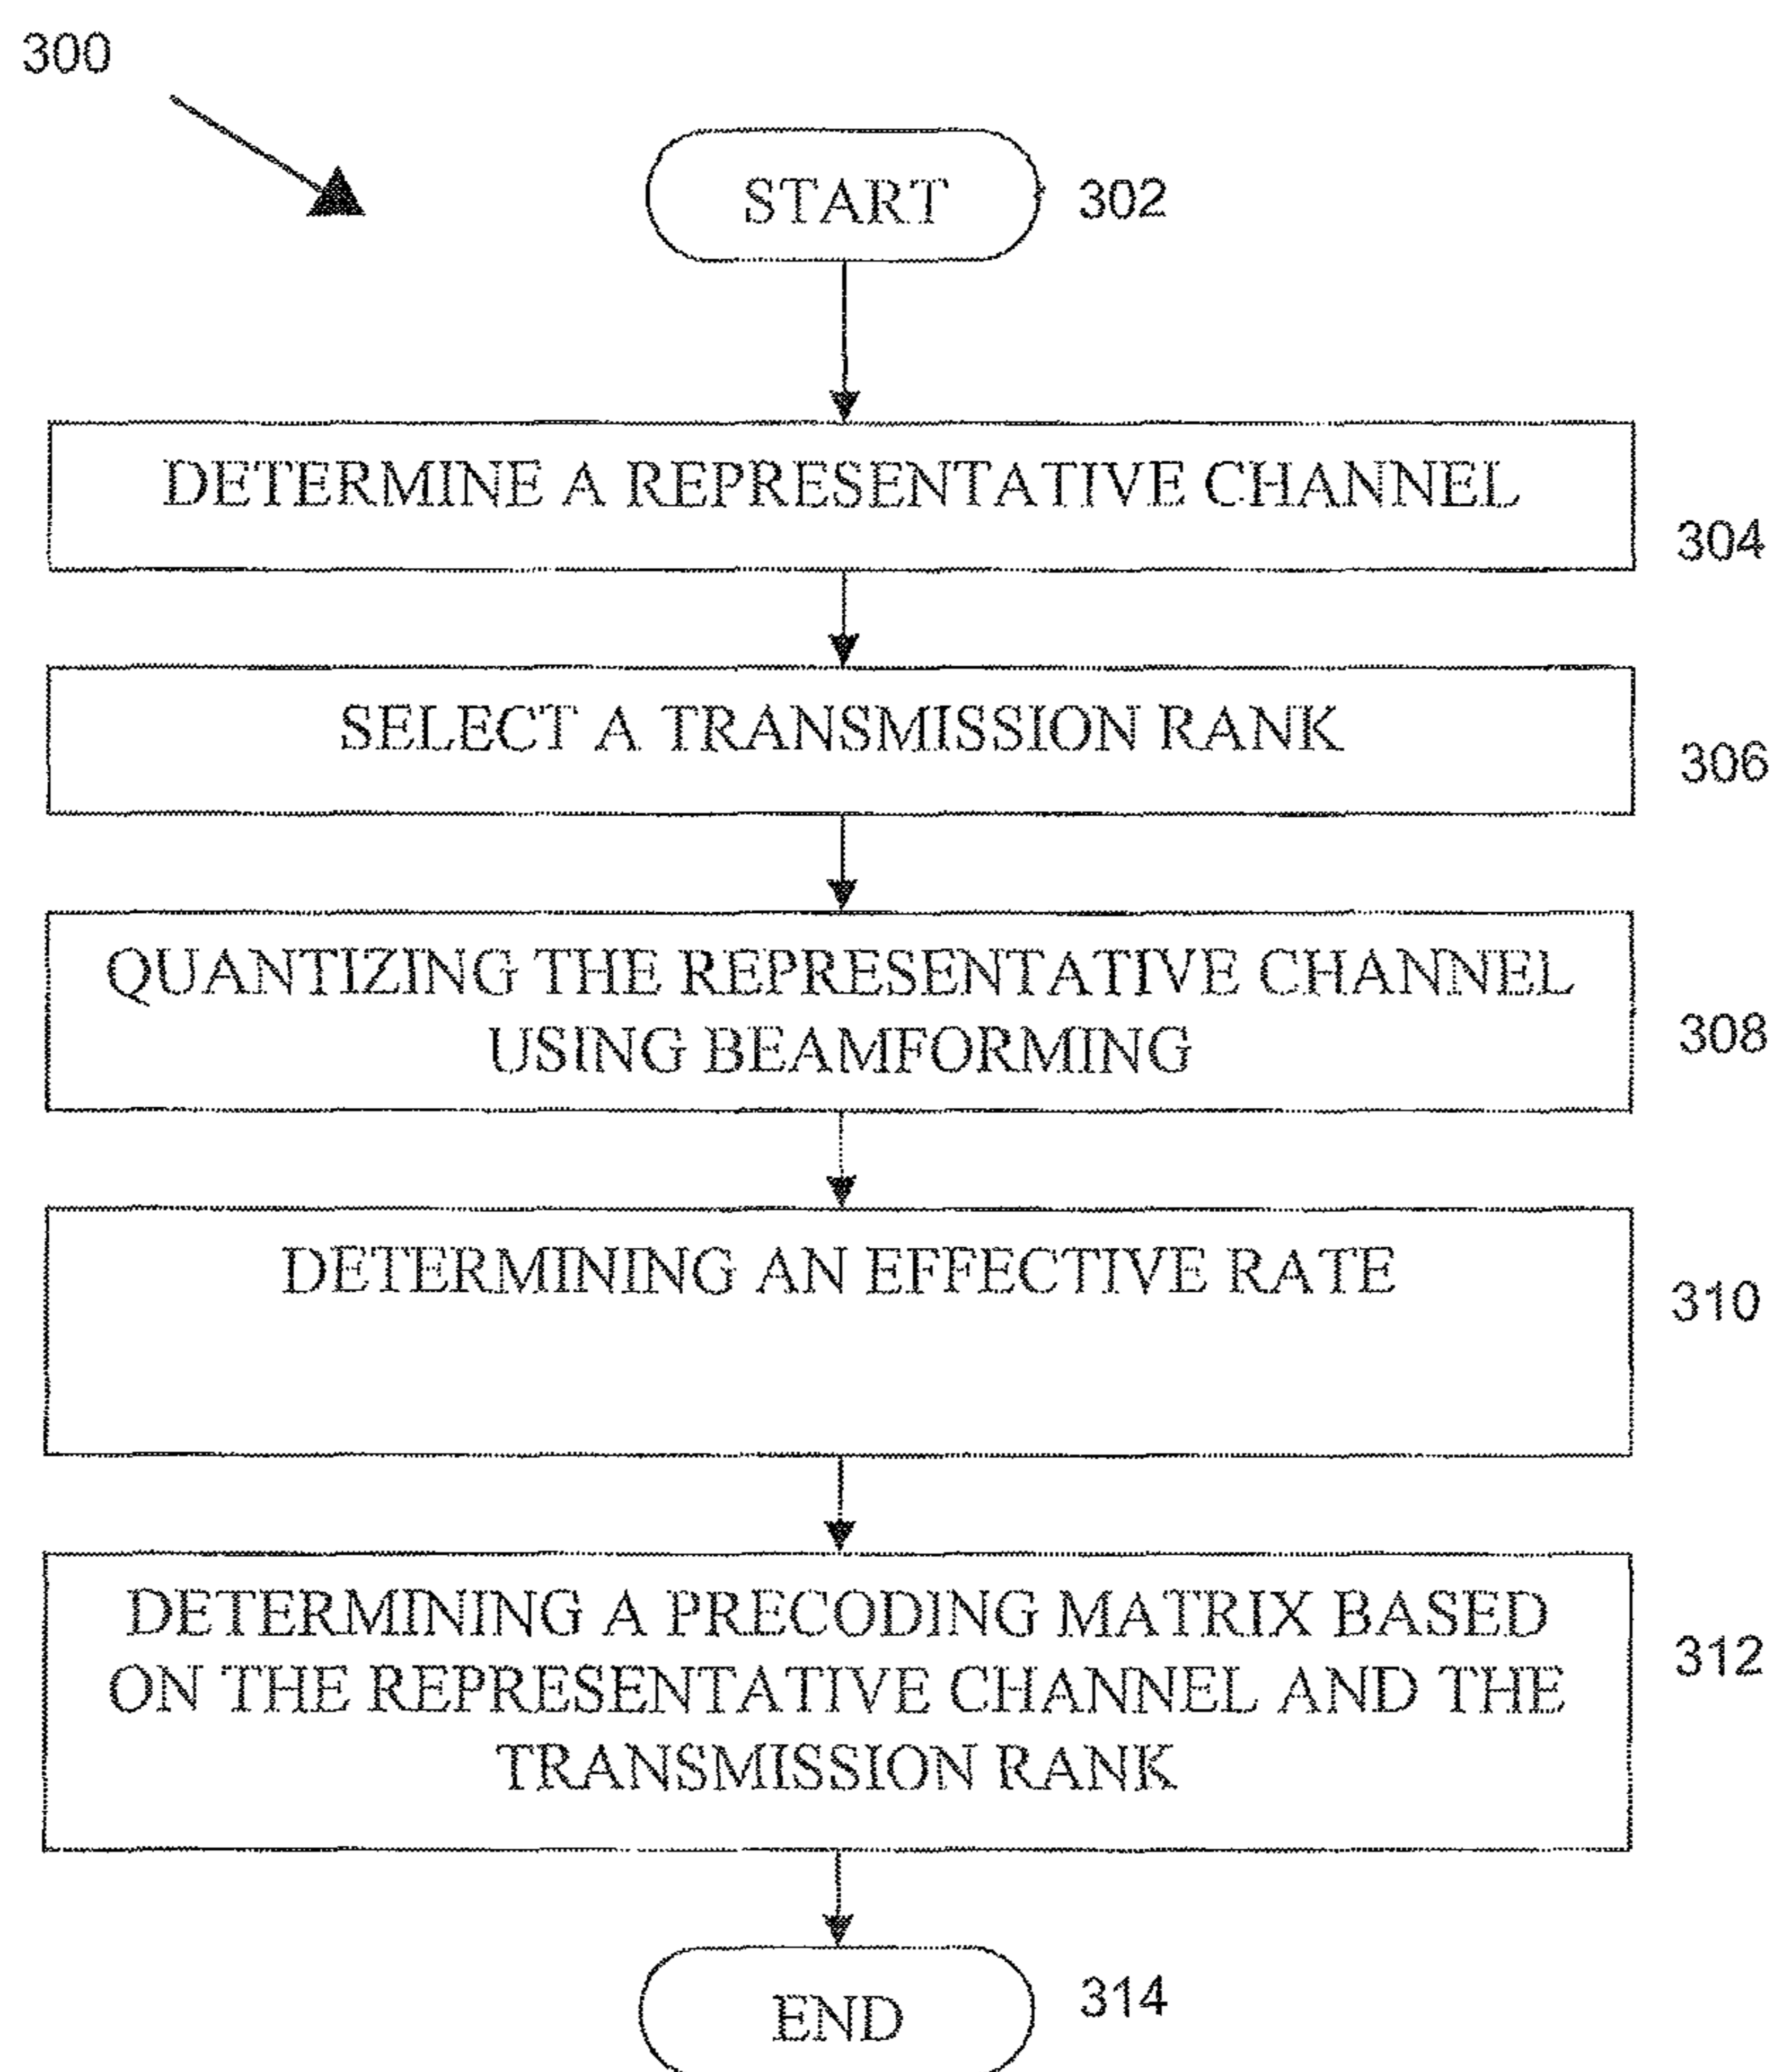 300
START
302
DETERMINE A REPRESENTATIVE CHANNEL
304
SELECT A TRANSMISSION RANK
306
QUANTIZING THE REPRESENTATIVE CHANNEL
USING BEAMFORMING
308
DETERMINING AN EFFECTIVE RATE
310
DETERMINING A PRECODING MATRIX BASED
ON THE REPRESENTATIVE CHANNEL AND THE
TRANSMISSION RANK
312
END
314